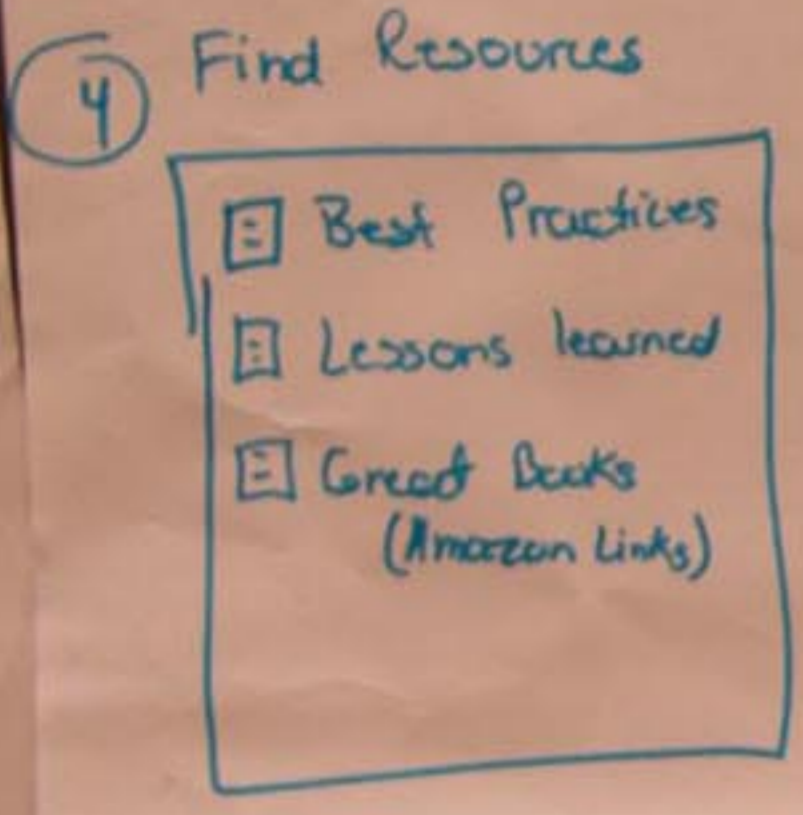 4 Find Resources
Best Practices
Lessons learned
Great Books
(Amazon Links)